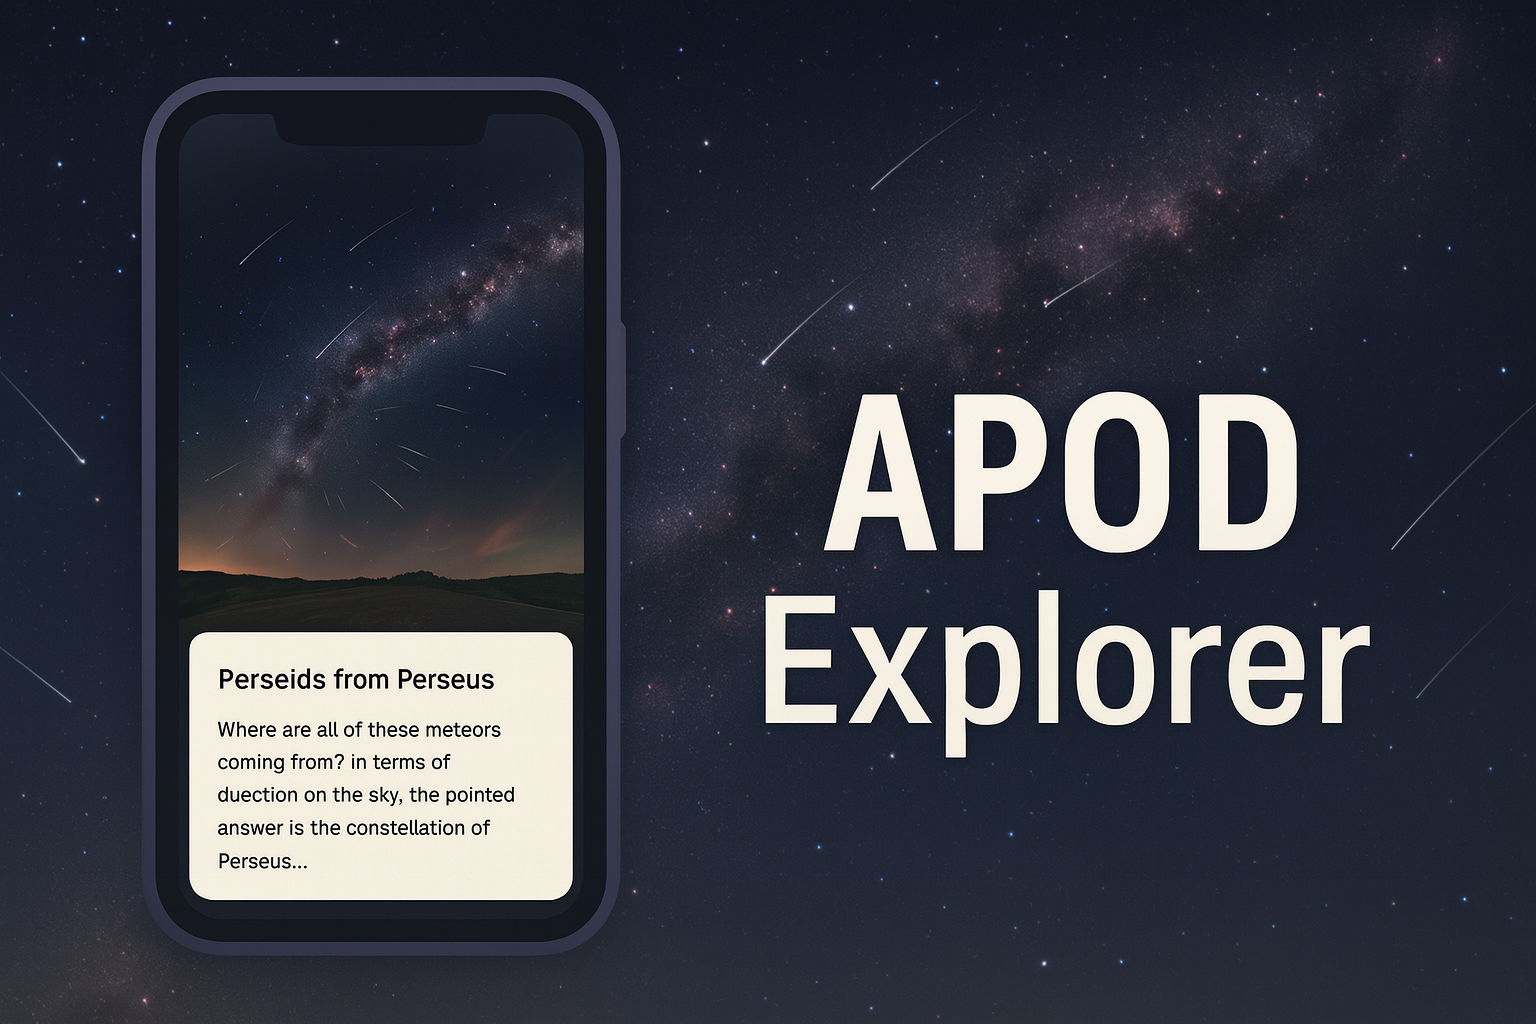 Perseids from Perseus
Where are all of these meteors
coming from? in terms of
duection on the sky, the pointed
answer is the constellation of
Perseus...
APOD
Explorer